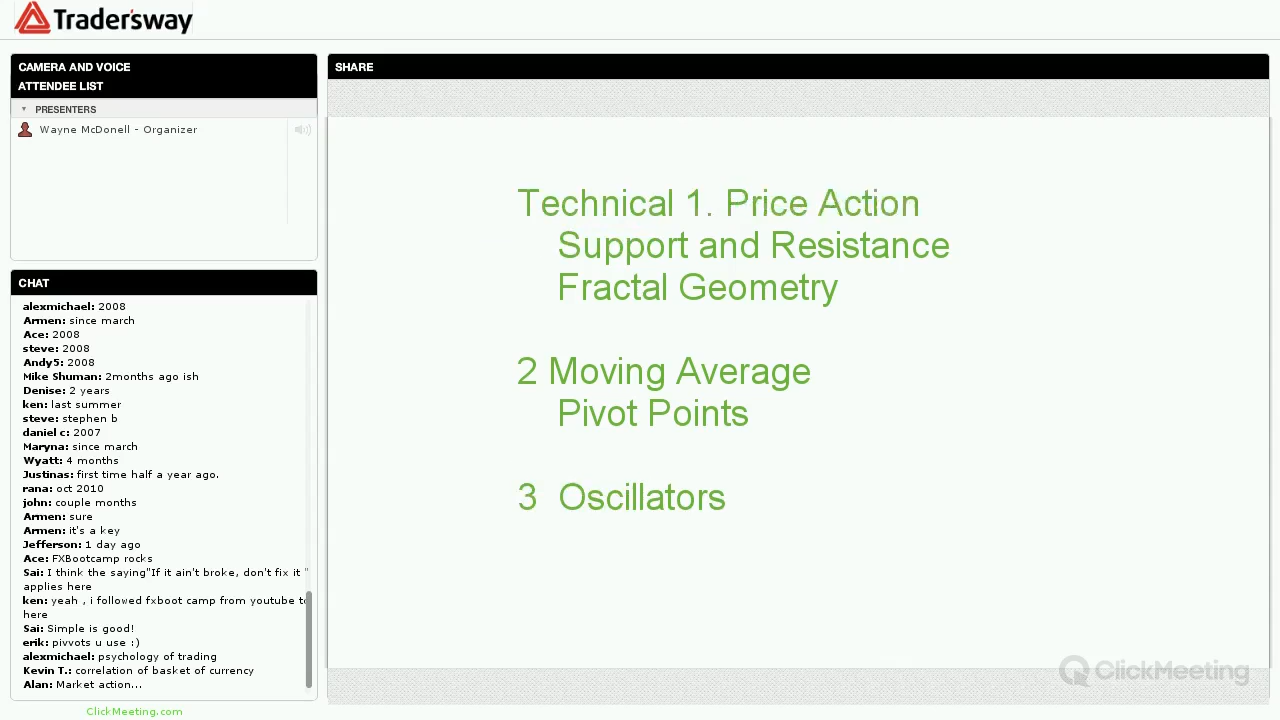 Tradersway
CAMERA AND VOICE
ATTENDEE LIST
PRESENTERS
Wayne McDonell - Organizer
CHAT
alexmichael: 2008
Armen: since march
Ace: 2008
steve: 2008
Andy5: 2008
Mike Shuman: 2months ago ish
Denise: 2 years
ken: last summer
steve: stephen b
daniel c: 2007
Maryna: since march
Wyatt: 4 months
Justinas: first time half a year ago.
rana: oct 2010
john: couple months
Armen: sure
Armen: it's a key
Jefferson: 1 day ago
Ace: FXBootcamp rocks
Sai: I think the saying"If it ain't broke, don't fix it "
applies here
ken: yeah , i followed fxboot camp from youtube to
here
Sai: Simple is good!
erik: pivvots u use :)
alexmichael: psychology of trading
Kevin T.: correlation of basket of currency
Alan: Market action...
ClickMeeting.com
SHARE
Technical 1. Price Action
Support and Resistance
Fractal Geometry
2 Moving Average
Pivot Points
3 Oscillators
ClickMeeting